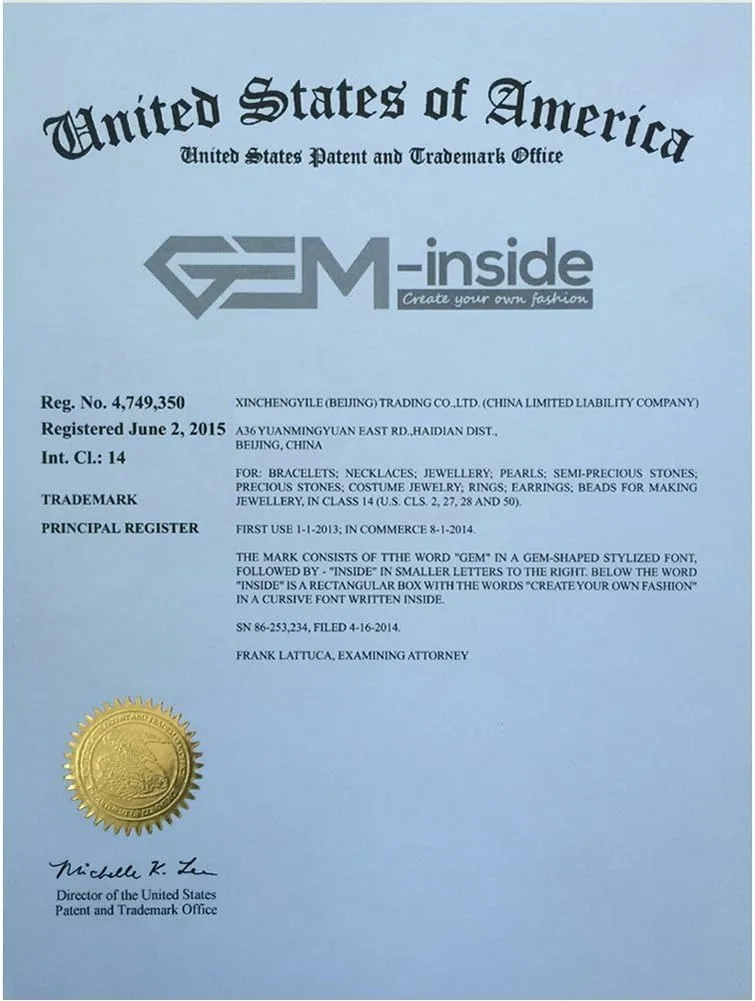 United States of America
United States Patent and Trademark Office
GEM-inside
Create your own fashion
Reg. No. 4,749,350
Registered June 2, 2015
Int. Cl.: 14
TRADEMARK
PRINCIPAL REGISTER
XINCHENGYILE (BEIJING) TRADING CO.,LTD. (CHINA LIMITED LIABILITY COMPANY)
A36 YUANMINGYUAN EAST RD.,HAIDIAN DIST.,
BEIJING, CHINA
FOR: BRACELETS; NECKLACES; JEWELLERY; PEARLS; SEMI-PRECIOUS STONES;
PRECIOUS STONES; COSTUME JEWELRY; RINGS; EARRINGS; BEADS FOR MAKING
JEWELLERY, IN CLASS 14 (U.S. CLS. 2, 27, 28 AND 50).
FIRST USE 1-1-2013; IN COMMERCE 8-1-2014.
THE MARK CONSISTS OF TTHE WORD "GEM" IN A GEM-SHAPED STYLIZED FONT,
FOLLOWED BY - "INSIDE" IN SMALLER LETTERS TO THE RIGHT. BELOW THE WORD
"INSIDE" IS A RECTANGULAR BOX WITH THE WORDS "CREATE YOUR OWN FASHION"
IN A CURSIVE FONT WRITTEN INSIDE.
SN 86-253,234, FILED 4-16-2014.
FRANK LATTUCA, EXAMINING ATTORNEY
Michelle K. Lee
Director of the United States
Patent and Trademark Office